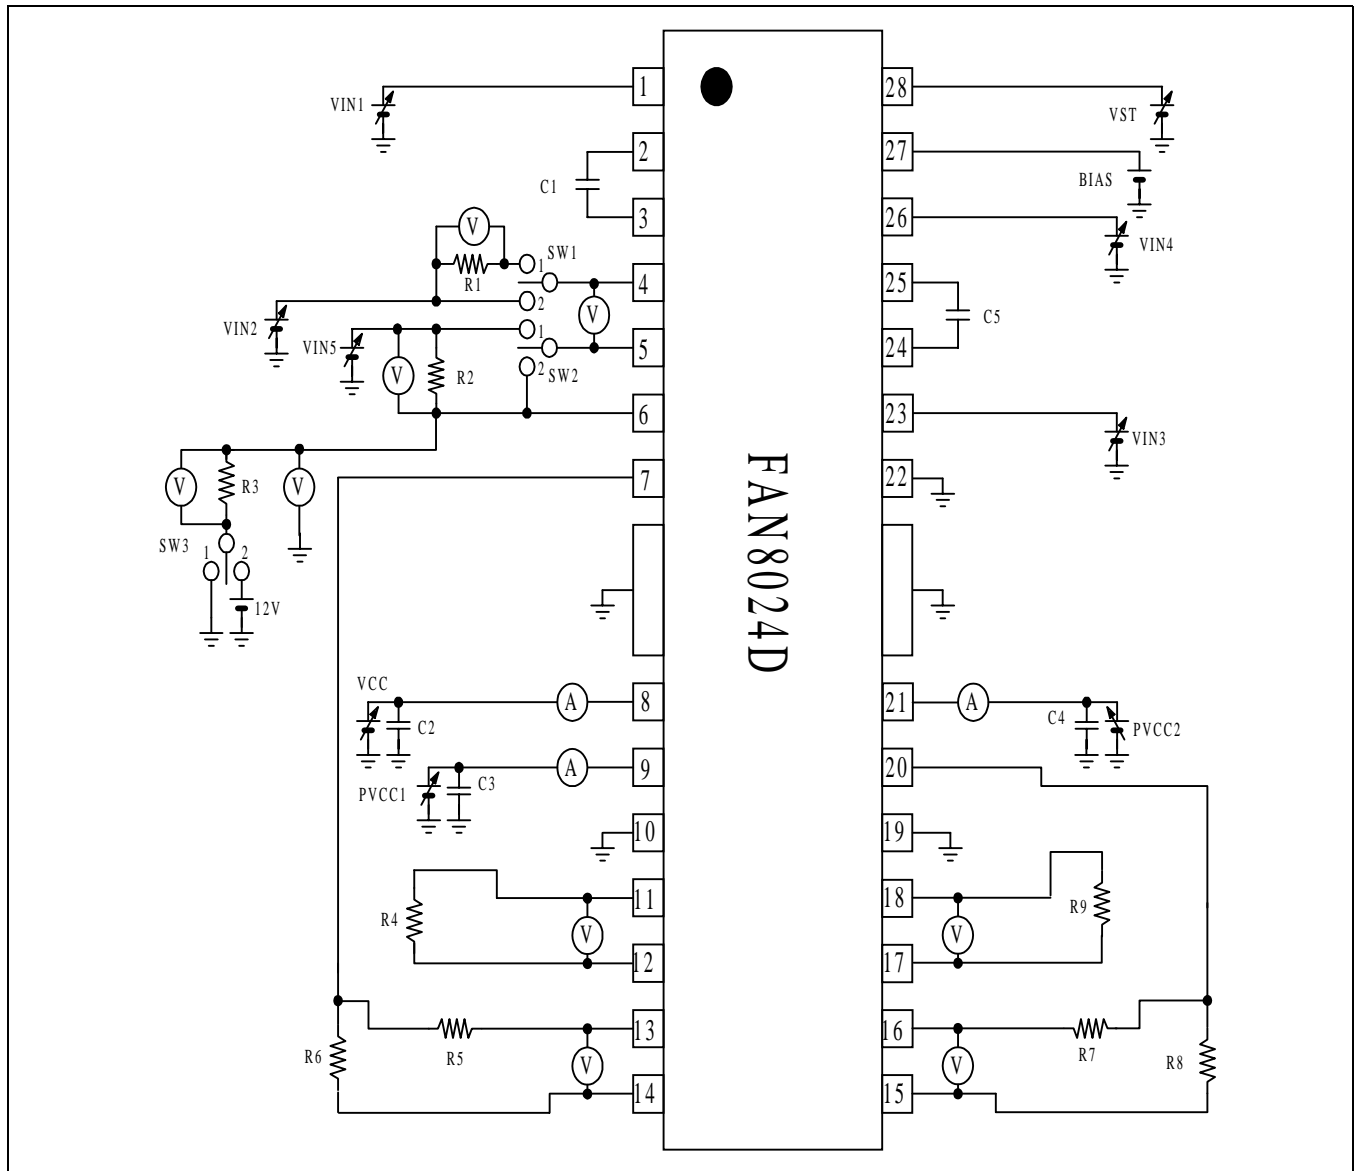 1
28
VIN1
VST
2
27
C1
BIAS
3
26
VIN4
V
SW1
1
R1
4
25
2
V
C5
VIN2
1
VIN5
5
24
V
R2
2
SW2
6
23
VIN3
V
R3
V
7
22
SW3
1
2
12V
FAN8024D
VCC
A
8
21
A
C4
C2
PVCC2
A
9
20
PVCC1
C3
10
19
11
18
R4
V
V
R9
12
17
13
16
R6
R5
V
V
R7
R8
14
15